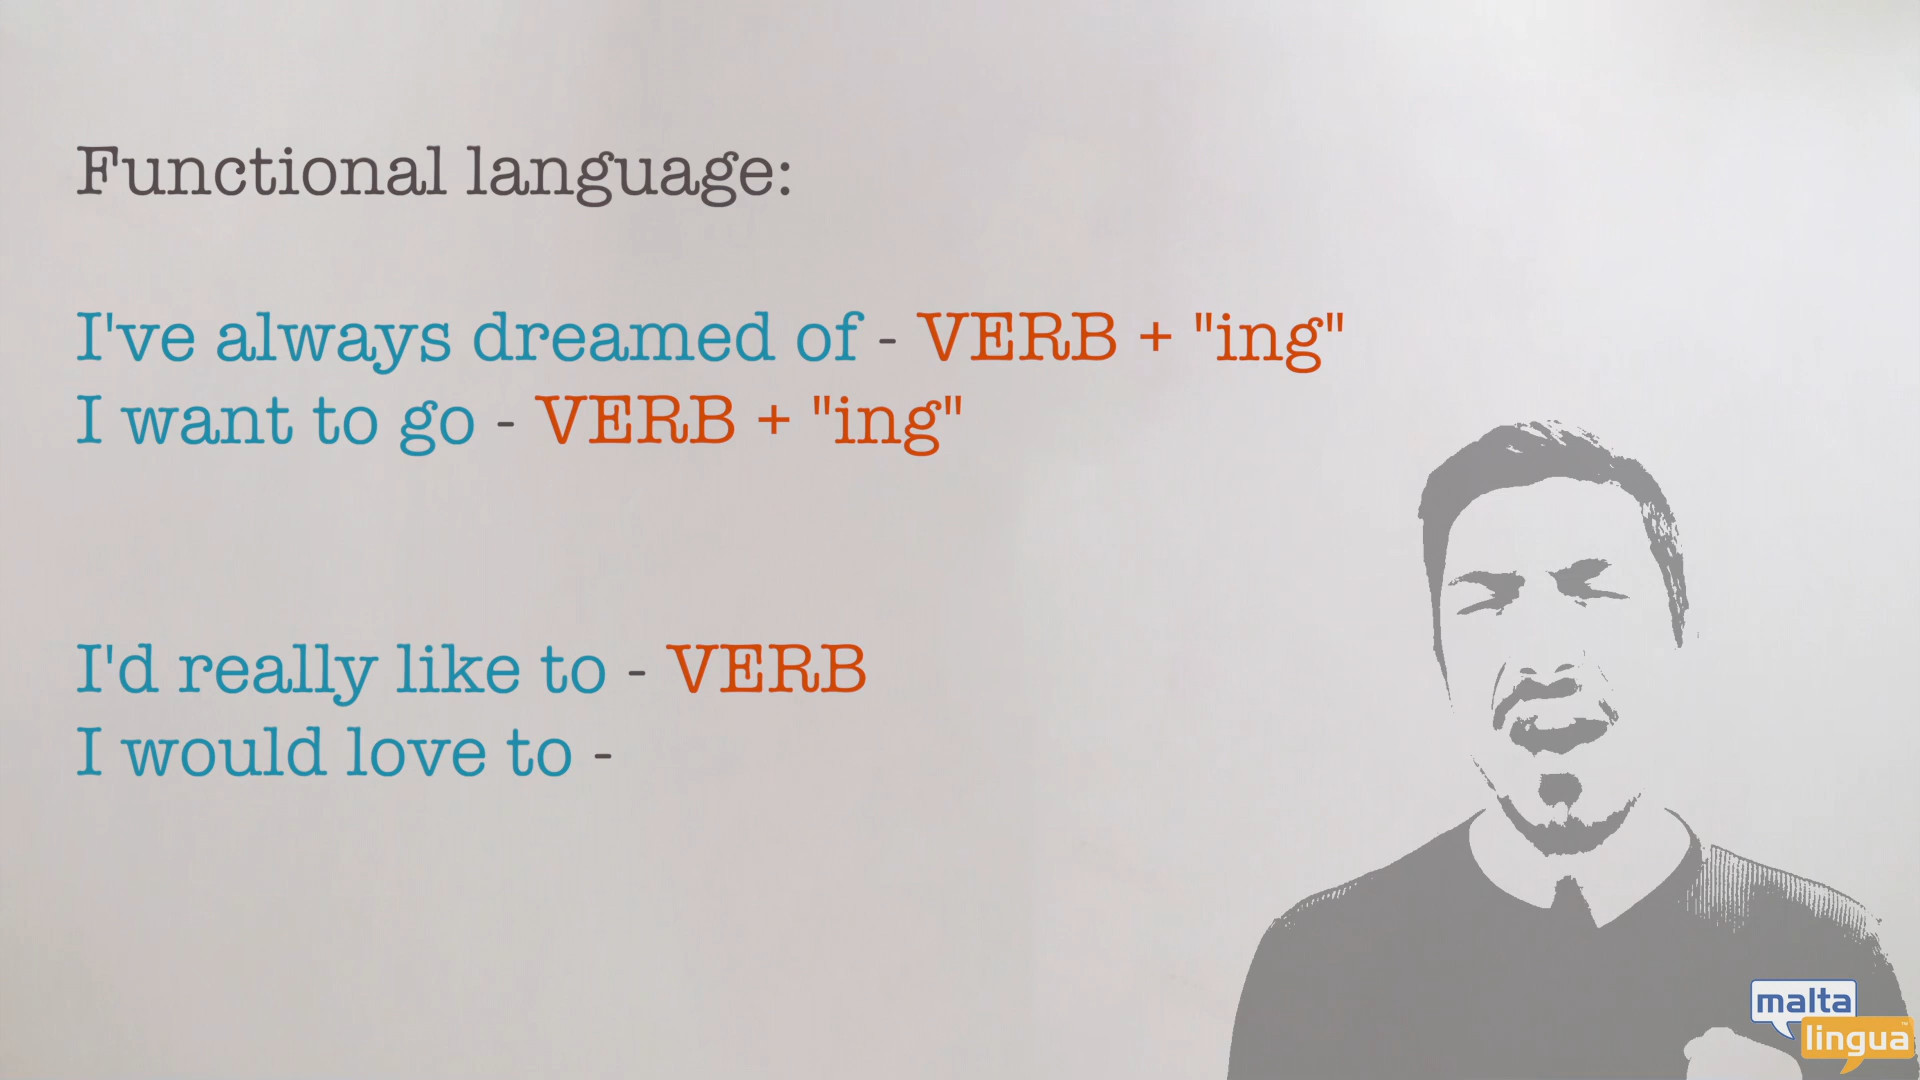 Functional language:
I've always dreamed of - VERB + "ing"
I want to go - VERB + "ing"
I'd really like to - VERB
I would love to -
malta
lingua